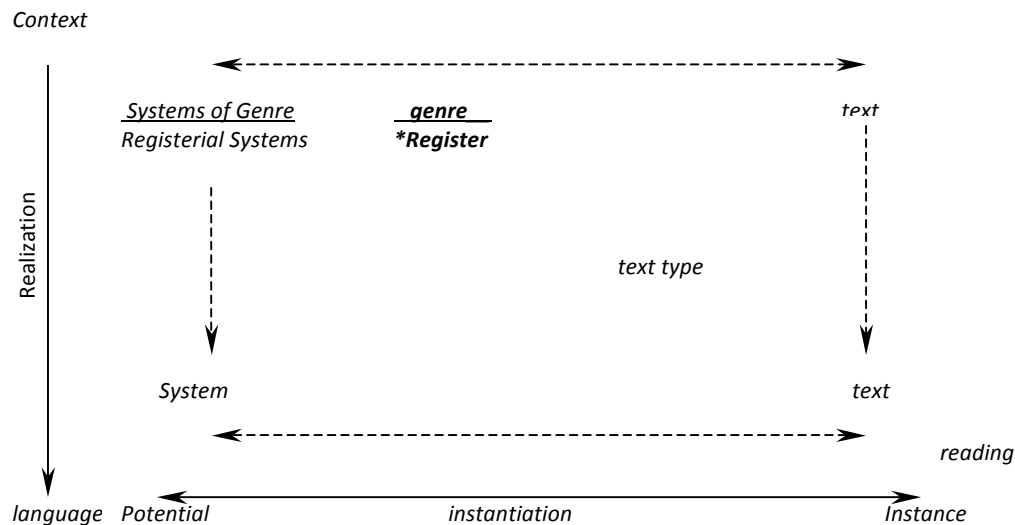 Context
Systems of Genre genre text
Registerial Systems *Register
Realization
text type
System text
reading
language Potential instantiation Instance